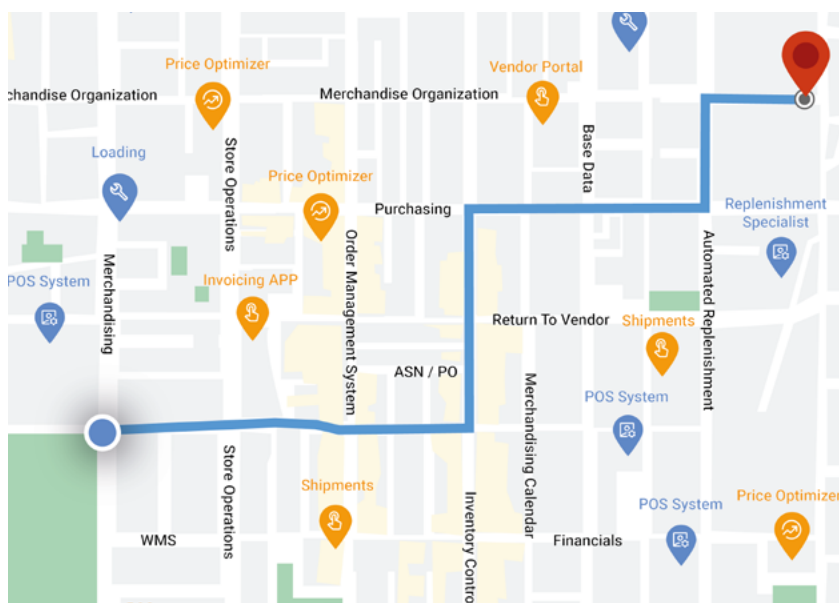 Price Optimizer
Vendor Portal
chandise Organization
Merchandise Organization
Base Data
Loading
Store Operations
Price Optimizer
Purchasing
Replenishment
Specialist
Order Management System
Automated Replenishment
Merchandising
POS System
Invoicing APP
Return To Vendor
Shipments
ASN / PO
Merchandising Calendar
POS System
Store Operations
Shipments
Inventory Contro
POS System
Price Optimizer
WMS
Financials